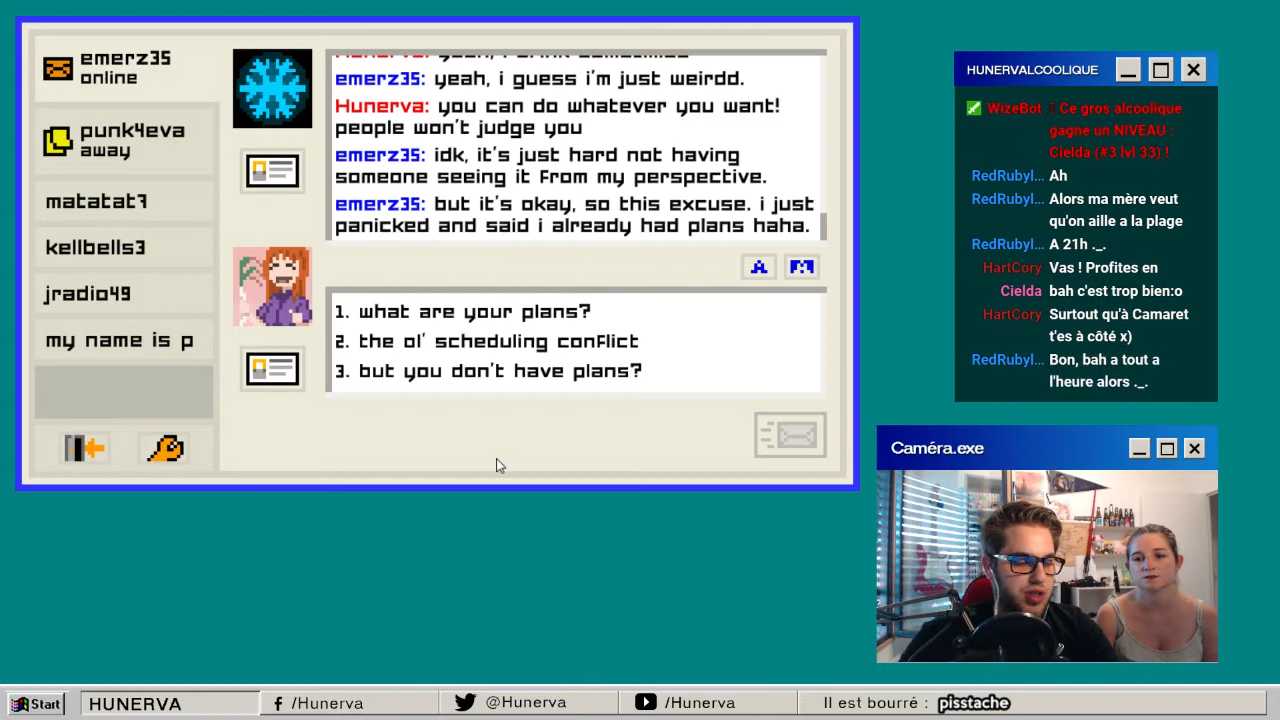 emerz35
online
punk4eva
away
matatat7
kellbells3
jradio49
my name is p
emerz35: yeah, i guess i'm just weirdd.
Hunerva: you can do whatever you want!
people won't judge you
emerz35: idk, it's just hard not having
someone seeing it from my perspective.
emerz35: but it's okay, so this excuse. i just
panicked and said i already had plans haha.
A
1. what are your plans?
2. the ol' scheduling conflict
3. but you don't have plans?
HUNERVALCOOLIQUE
WizeBot Ce gros alcoolique
gagne un NIVEAU :
Cielda (#3 lvl 33) !
RedRubyl... Ah
RedRubyl... Alors ma mère veut
qu'on aille a la plage
RedRubyl... A 21h ._.
HartCory Vas ! Profites en
Cielda bah c'est trop bien:o
HartCory Surtout qu'à Camaret
t'es à côté x)
RedRubyl... Bon, bah a tout a
l'heure alors ._.
Caméra.exe
Start
HUNERVA
/Hunerva
@Hunerva
/Hunerva
Il est bourré : pisstache